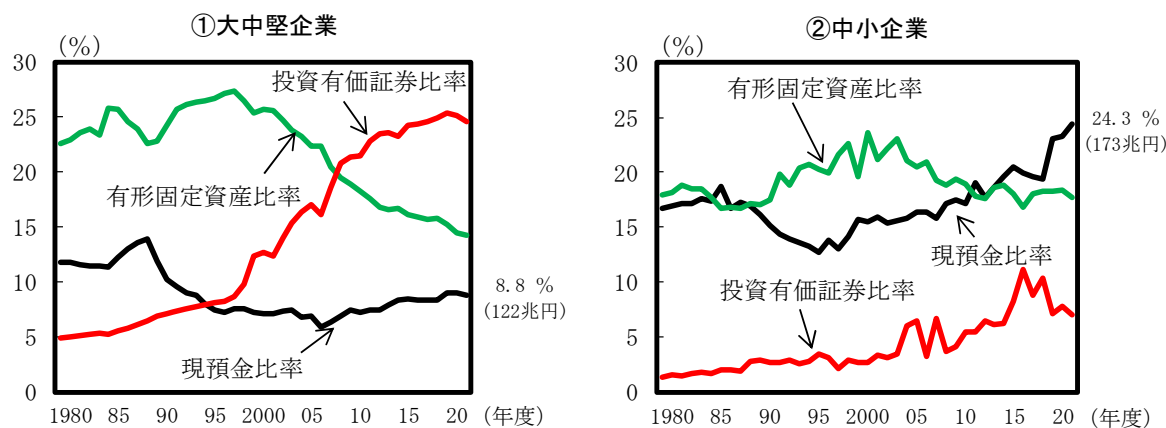 ①大中堅企業
(%)
30
25
20
15
10
5
0
投資有価証券比率
有形固定資産比率
8.8 %
(122兆円)
現預金比率
1980 85 90 95 2000 05 10 15 20 (年度)
②中小企業
(%)
30
25
20
15
10
5
0
有形固定資産比率
24.3 %
(173兆円)
現預金比率
投資有価証券比率
1980 85 90 95 2000 05 10 15 20 (年度)